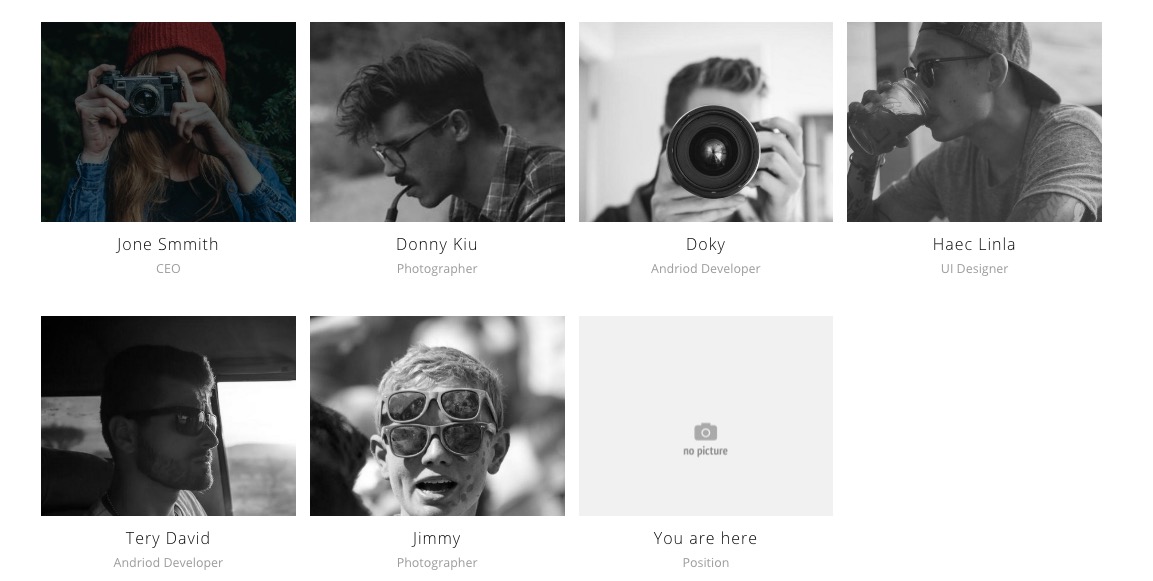 Jone Smmith
CEO
Donny Kiu
Photographer
Doky
Andriod Developer
Haec Linla
UI Designer
Tery David
Andriod Developer
Jimmy
Photographer
no picture
You are here
Position